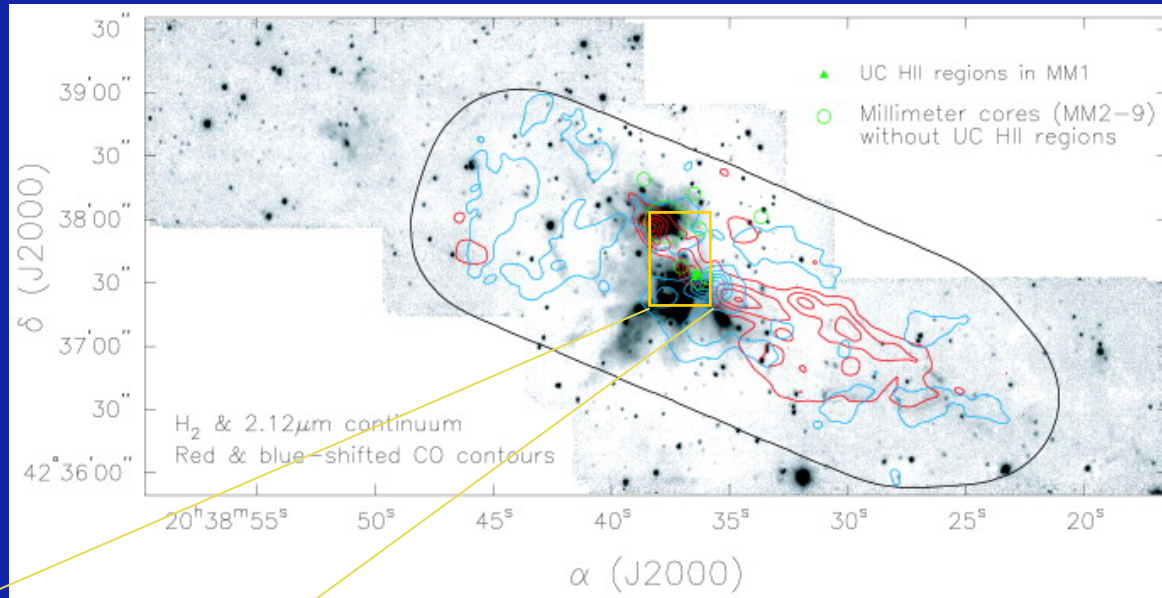 30"
39'00"
30"
38'00"
30"
37'00"
30"
42° 36'00"
δ (J2000)
▲ UC HII regions in MM1
○ Millimeter cores (MM2-9)
without UC HII regions
H₂ & 2.12μm continuum
Red & blue-shifted CO contours
20ʰ38ᵐ55ˢ 50ˢ 45ˢ 40ˢ 35ˢ 30ˢ 25ˢ 20ˢ
α (J2000)